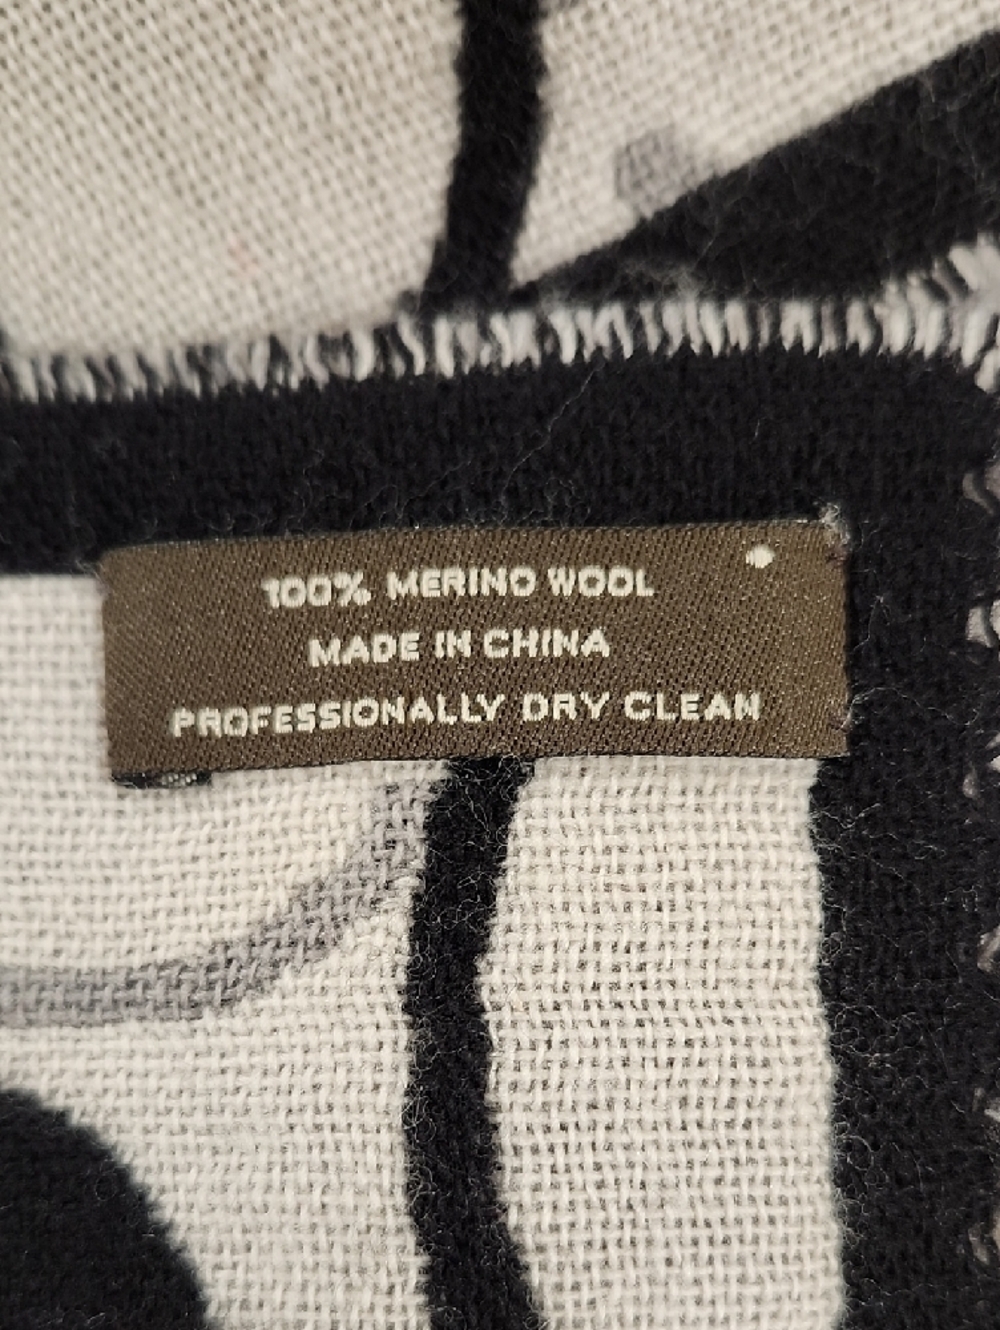 100% MERINO WOOL
MADE IN CHINA
PROFESSIONALLY DRY CLEAN